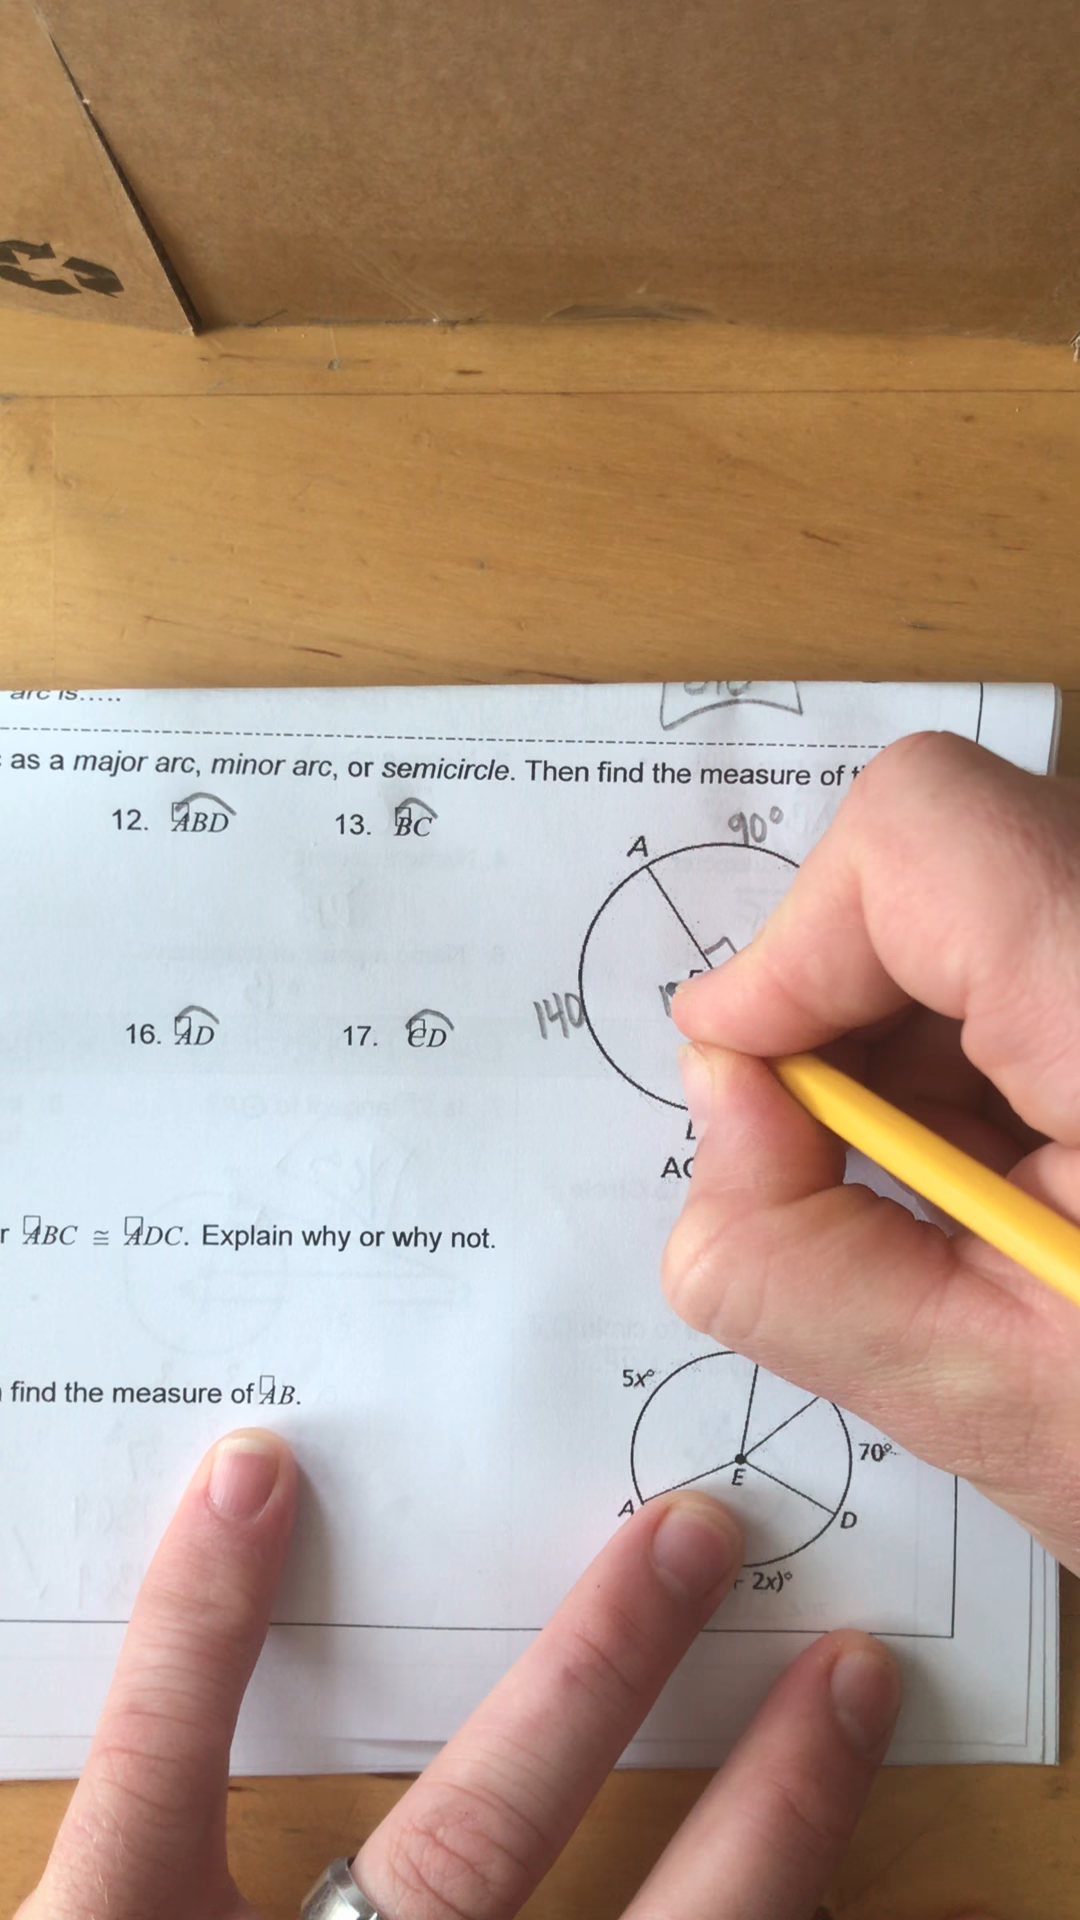 arc is.....
as a major arc, minor arc, or semicircle. Then find the measure of
12. ABD
13. BC
90°
A
140
16. AD
17. CD
ABC ≅ ADC. Explain why or why not.
5x°
find the measure of AB.
70°
E
A
D
2x)°